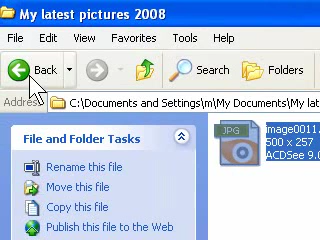 My latest pictures 2008
File Edit View Favorites Tools Help
Back Search Folders
Address C:\Documents and Settings\m\My Documents\My lat
File and Folder Tasks
JPG
image0011.
500 x 257
ACDSee 9.0
Rename this file
Move this file
Copy this file
Publish this file to the Web